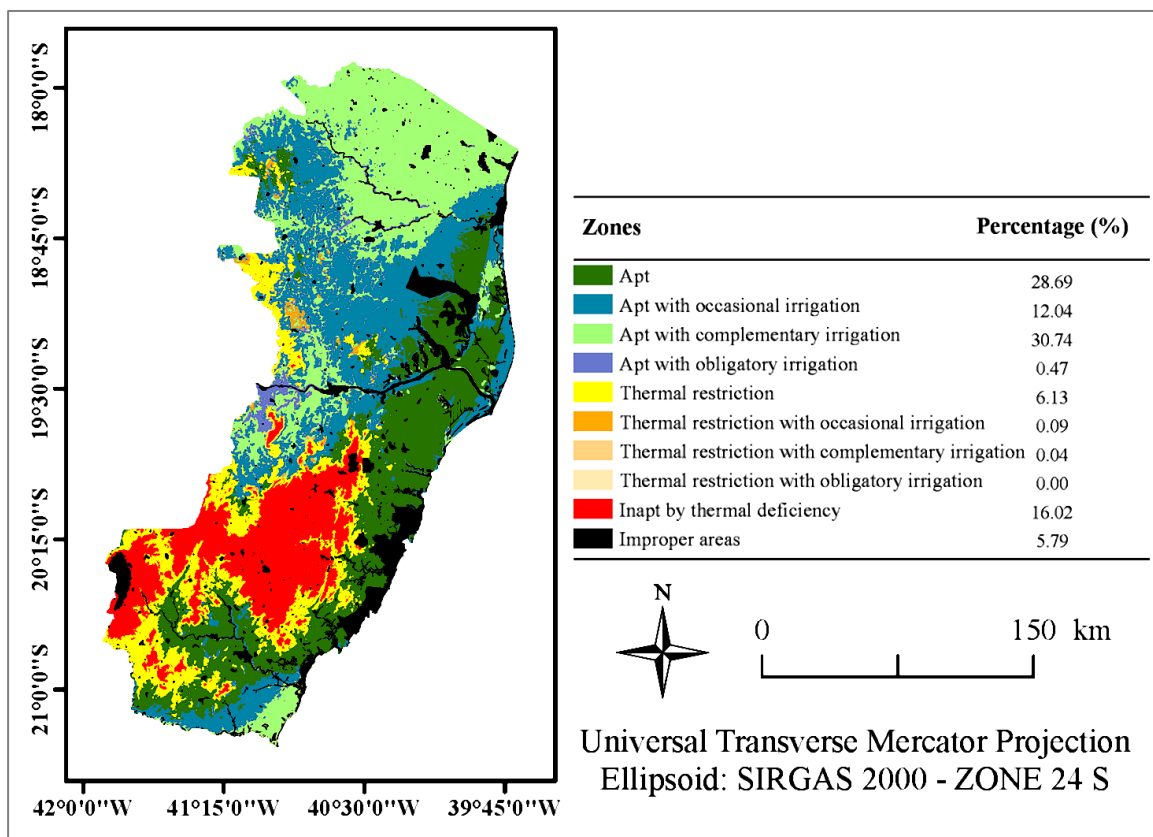 18°0'0''S
18°45'0''S
19°30'0''S
20°15'0''S
21°0'0''S
42°0'0''W 41°15'0''W 40°30'0''W 39°45'0''W
Zones Percentage (%)
Apt 28.69
Apt with occasional irrigation 12.04
Apt with complementary irrigation 30.74
Apt with obligatory irrigation 0.47
Thermal restriction 6.13
Thermal restriction with occasional irrigation 0.09
Thermal restriction with complementary irrigation 0.04
Thermal restriction with obligatory irrigation 0.00
Inapt by thermal deficiency 16.02
Improper areas 5.79
N
0 150 km
Universal Transverse Mercator Projection
Ellipsoid: SIRGAS 2000 - ZONE 24 S